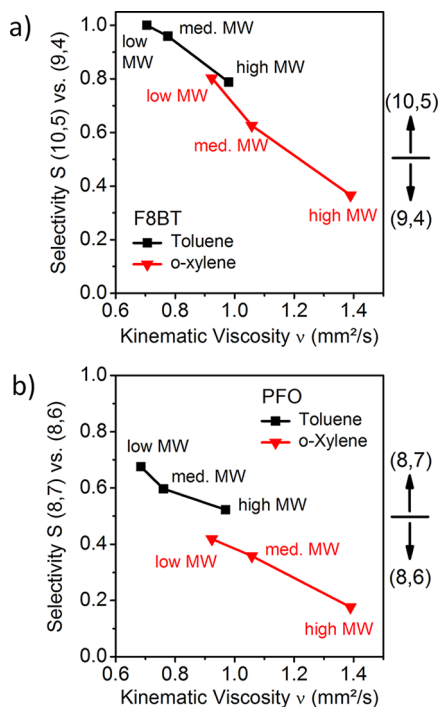 a)
Selectivity S (10,5) vs. (9,4)
1.0
0.8
0.6
0.4
0.2
0.0
low
MW
med. MW
high MW
low MW
med. MW
high MW
F8BT
Toluene
o-xylene
(10,5)
(9,4)
0.6 0.8 1.0 1.2 1.4
Kinematic Viscosity ν (mm²/s)
b)
Selectivity S (8,7) vs. (8,6)
1.0
0.8
0.6
0.4
0.2
0.0
PFO
Toluene
o-Xylene
low MW
med. MW
high MW
low MW
med. MW
high MW
(8,7)
(8,6)
0.6 0.8 1.0 1.2 1.4
Kinematic Viscosity ν (mm²/s)